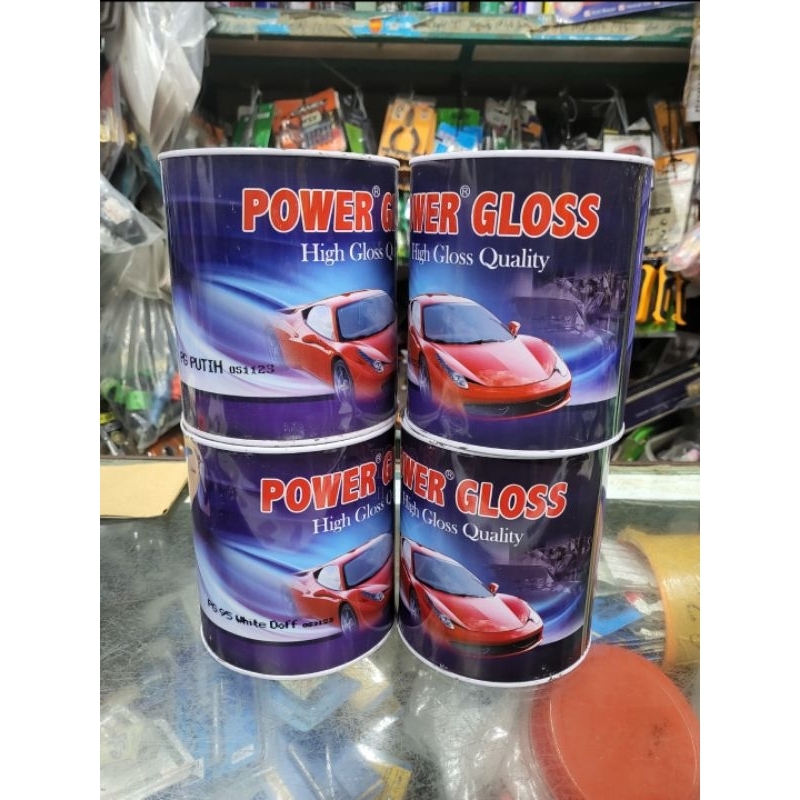 POWER® G
High Gloss Q
PG PUTIH 051123
WER® GLOSS
High Gloss Quality
POWER® G
High Gloss
PG 95 White Doff
WER® GLOSS
High Gloss Quality